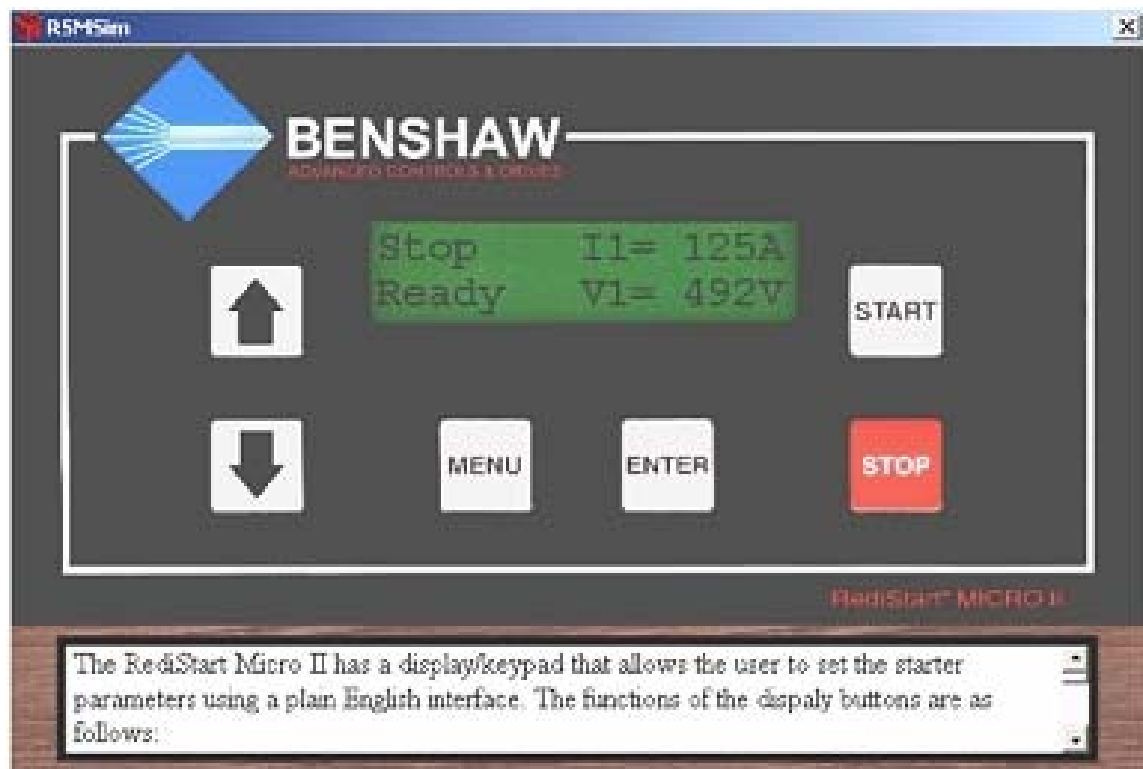 RSMSim
BENSHAW
ADVANCED CONTROLS & DRIVES
Stop I1= 125A
Ready V1= 492V
START
MENU
ENTER
STOP
RediStart MICRO II
The RediStart Micro II has a display/keypad that allows the user to set the starter
parameters using a plain English interface. The functions of the dispaly buttons are as
follows: